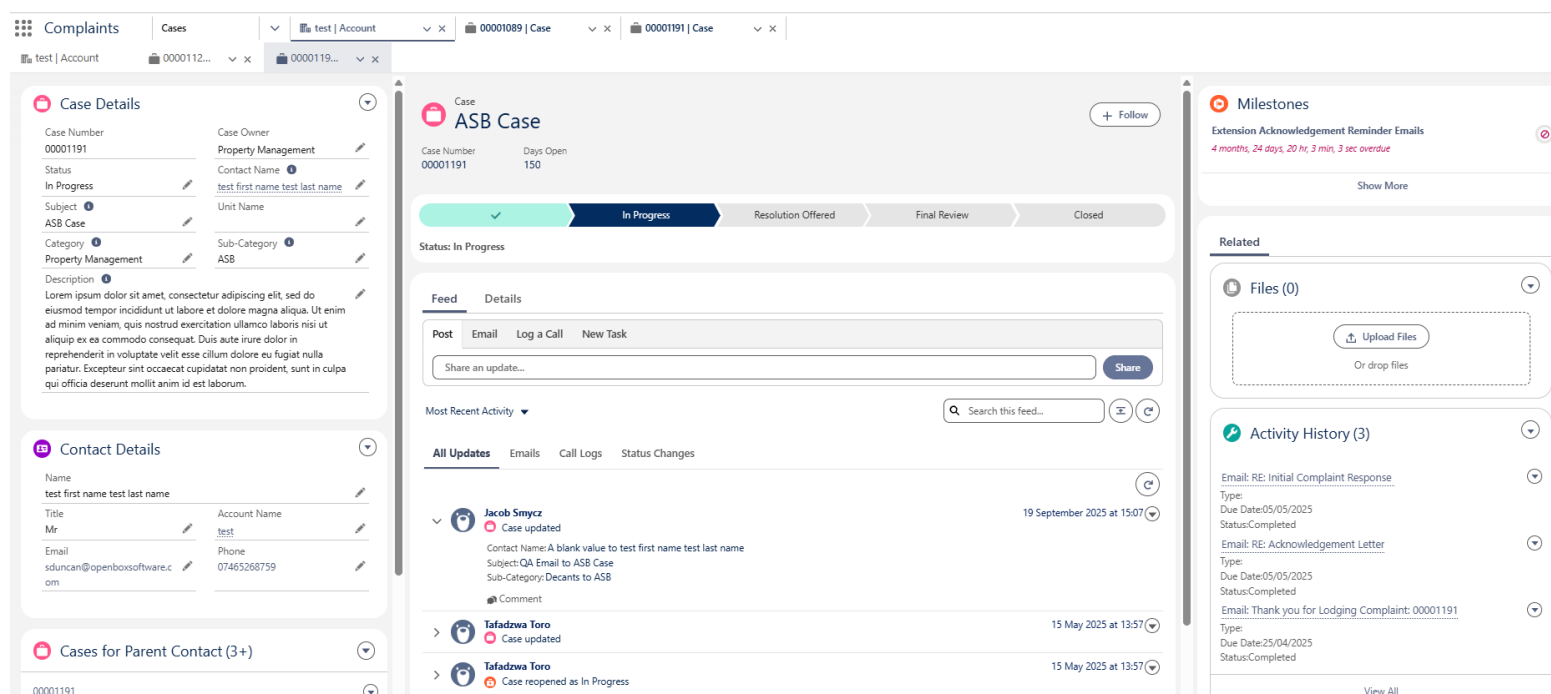 Complaints
Cases
test | Account
00001089 | Case
00001191 | Case
test | Account
0000112...
0000119...
Case Details
Case Number
00001191
Case Owner
Property Management
Status
In Progress
Contact Name
test first name test last name
Subject
ASB Case
Unit Name
Category
Property Management
Sub-Category
ASB
Description
Lorem ipsum dolor sit amet, consectetur adipiscing elit, sed do
eiusmod tempor incididunt ut labore et dolore magna aliqua. Ut enim
ad minim veniam, quis nostrud exercitation ullamco laboris nisi ut
aliquip ex ea commodo consequat. Duis aute irure dolor in
reprehenderit in voluptate velit esse cillum dolore eu fugiat nulla
pariatur. Excepteur sint occaecat cupidatat non proident, sunt in culpa
qui officia deserunt mollit anim id est laborum.
Contact Details
Name
test first name test last name
Title
Mr
Account Name
test
Email
sduncan@openboxsoftware.c
om
Phone
07465268759
Cases for Parent Contact (3+)
00001191
Case
ASB Case
+ Follow
Case Number
00001191
Days Open
150
In Progress
Resolution Offered
Final Review
Closed
Status: In Progress
Feed
Details
Post
Email
Log a Call
New Task
Share an update...
Share
Most Recent Activity
Search this feed...
All Updates
Emails
Call Logs
Status Changes
Jacob Smycz
19 September 2025 at 15:07
Case updated
Contact Name: A blank value to test first name test last name
Subject: QA Email to ASB Case
Sub-Category: Decants to ASB
Comment
Tafadzwa Toro
15 May 2025 at 13:57
Case updated
Tafadzwa Toro
15 May 2025 at 13:57
Case reopened as In Progress
Milestones
Extension Acknowledgement Reminder Emails
4 months, 24 days, 20 hr, 3 min, 3 sec overdue
Show More
Related
Files (0)
Upload Files
Or drop files
Activity History (3)
Email: RE: Initial Complaint Response
Type:
Due Date:05/05/2025
Status:Completed
Email: RE: Acknowledgement Letter
Type:
Due Date:05/05/2025
Status:Completed
Email: Thank you for Lodging Complaint: 00001191
Type:
Due Date:25/04/2025
Status:Completed
View All